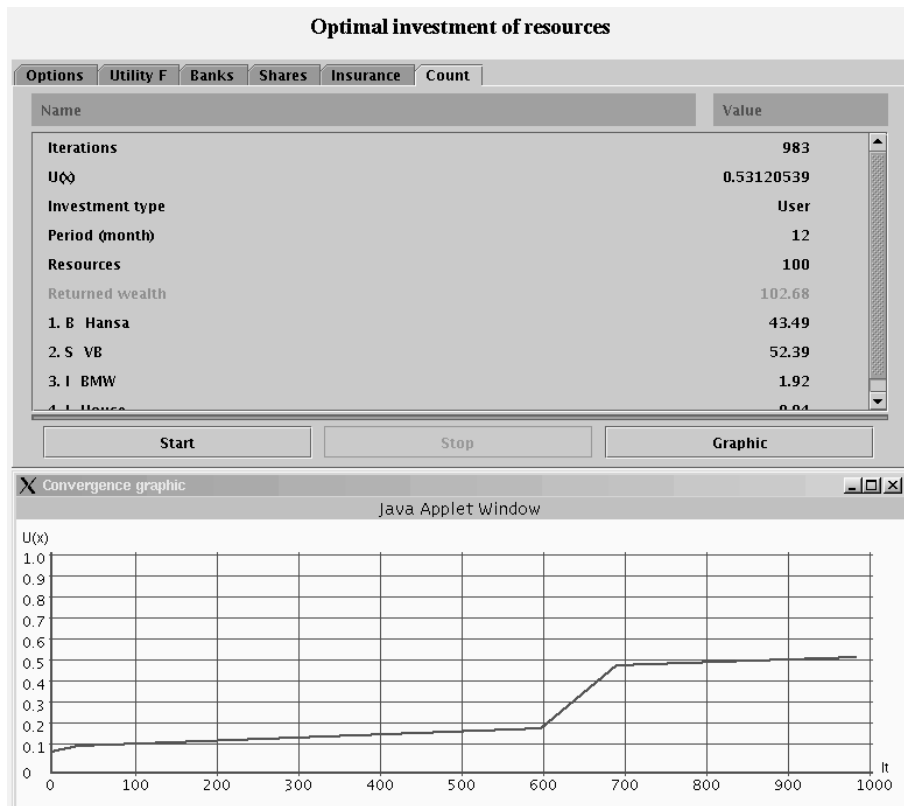 Optimal investment of resources
Options Utility F Banks Shares Insurance Count
Name Value
Iterations 983
U(x) 0.53120539
Investment type User
Period (month) 12
Resources 100
Returned wealth 102.68
1. B Hansa 43.49
2. S VB 52.39
3. I BMW 1.92
4. I House
Start Stop Graphic
Convergence graphic
Java Applet Window
U(x)
1.0
0.9
0.8
0.7
0.6
0.5
0.4
0.3
0.2
0.1
0
It
0 100 200 300 400 500 600 700 800 900 1000